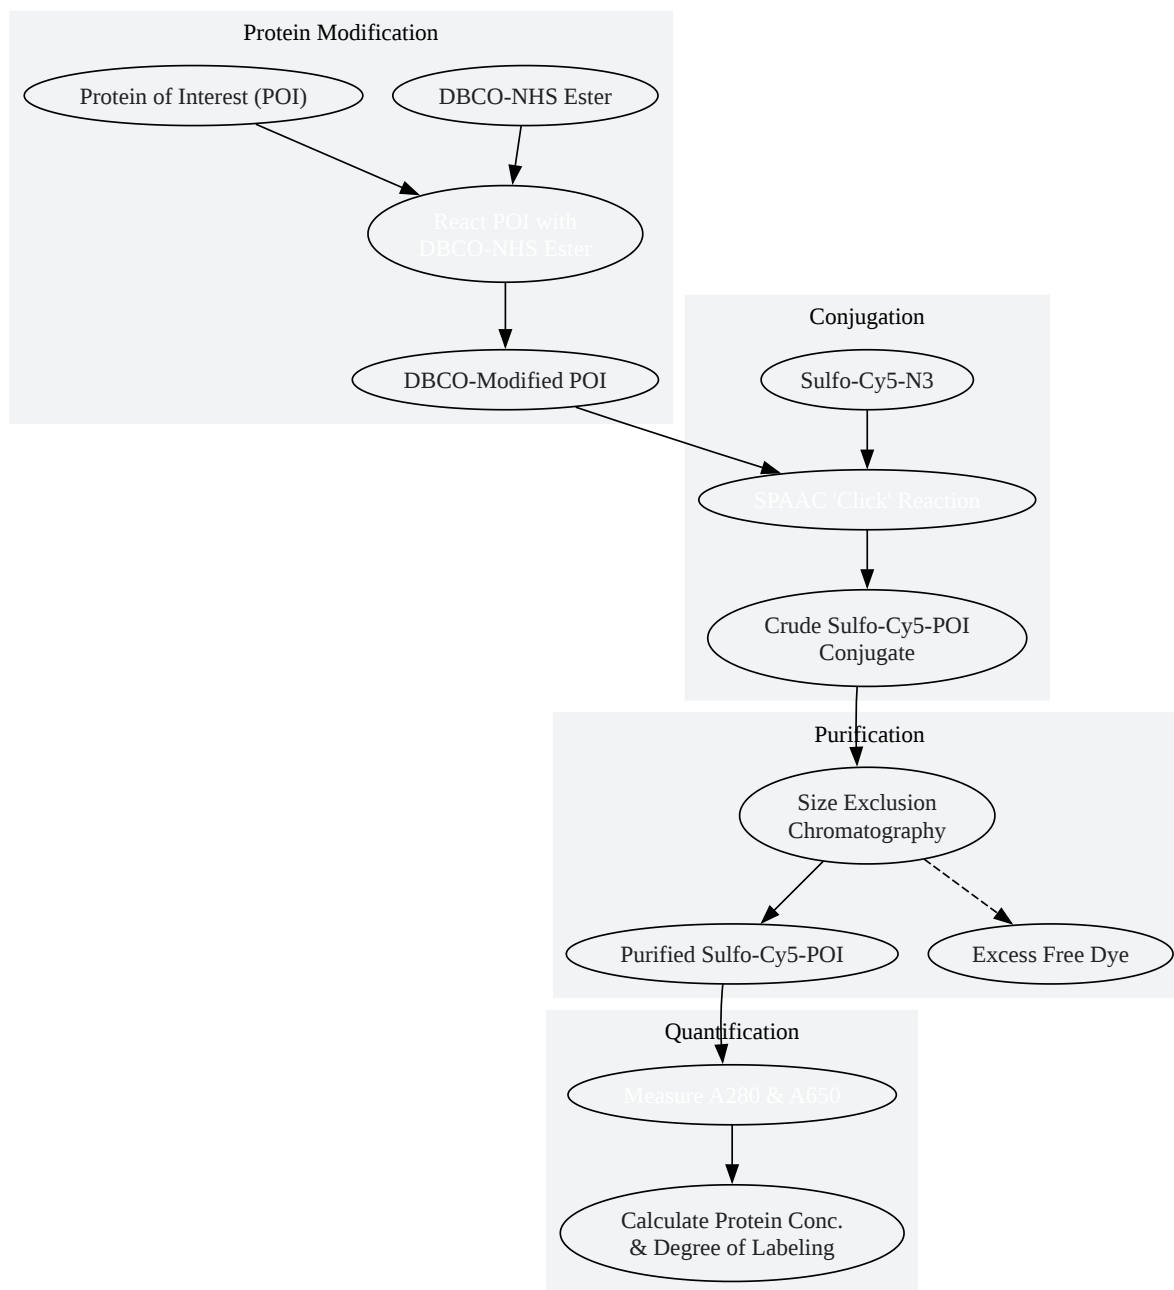 Protein Modification
Protein of Interest (POI)
DBCO-NHS Ester
React POI with
DBCO-NHS Ester
DBCO-Modified POI
Conjugation
Sulfo-Cy5-N3
SPAAC 'Click' Reaction
Crude Sulfo-Cy5-POI
Conjugate
Purification
Size Exclusion
Chromatography
Purified Sulfo-Cy5-POI
Excess Free Dye
Quantification
Measure A280 & A650
Calculate Protein Conc.
& Degree of Labeling